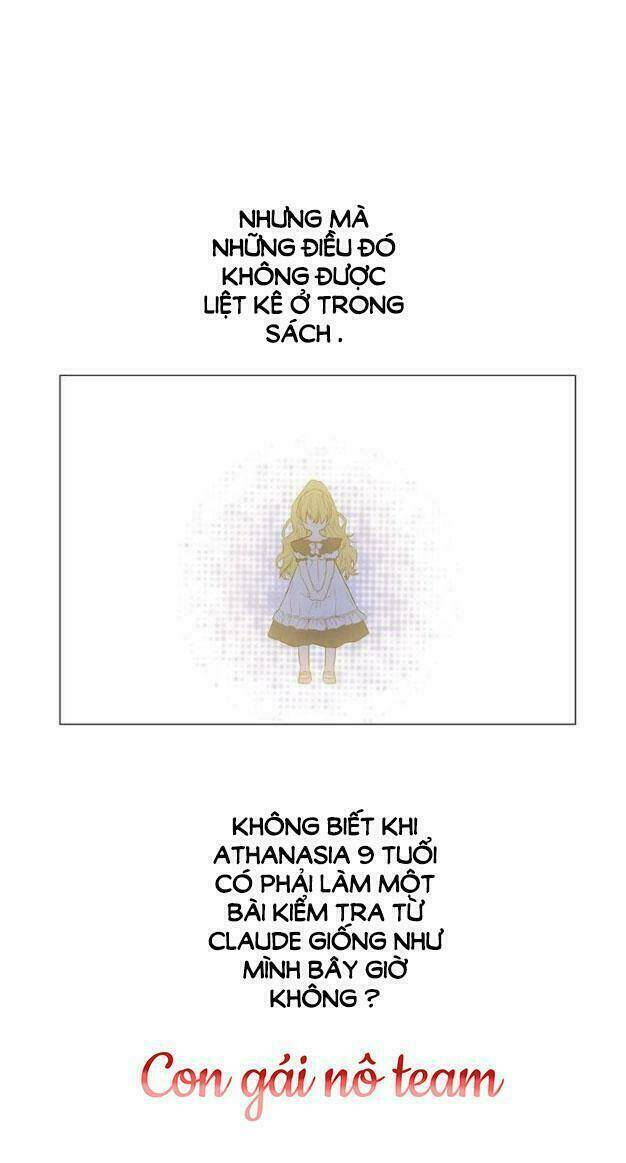 NHƯNG MÀ
NHỮNG ĐIỀU ĐÓ
KHÔNG ĐƯỢC
LIỆT KÊ Ở TRONG
SÁCH .
KHÔNG BIẾT KHI
ATHANASIA 9 TUỔI
CÓ PHẢI LÀM MỘT
BÀI KIỂM TRA TỪ
CLAUDE GIỐNG NHƯ
MÌNH BÂY GIỜ
KHÔNG ?
Con gái nô team